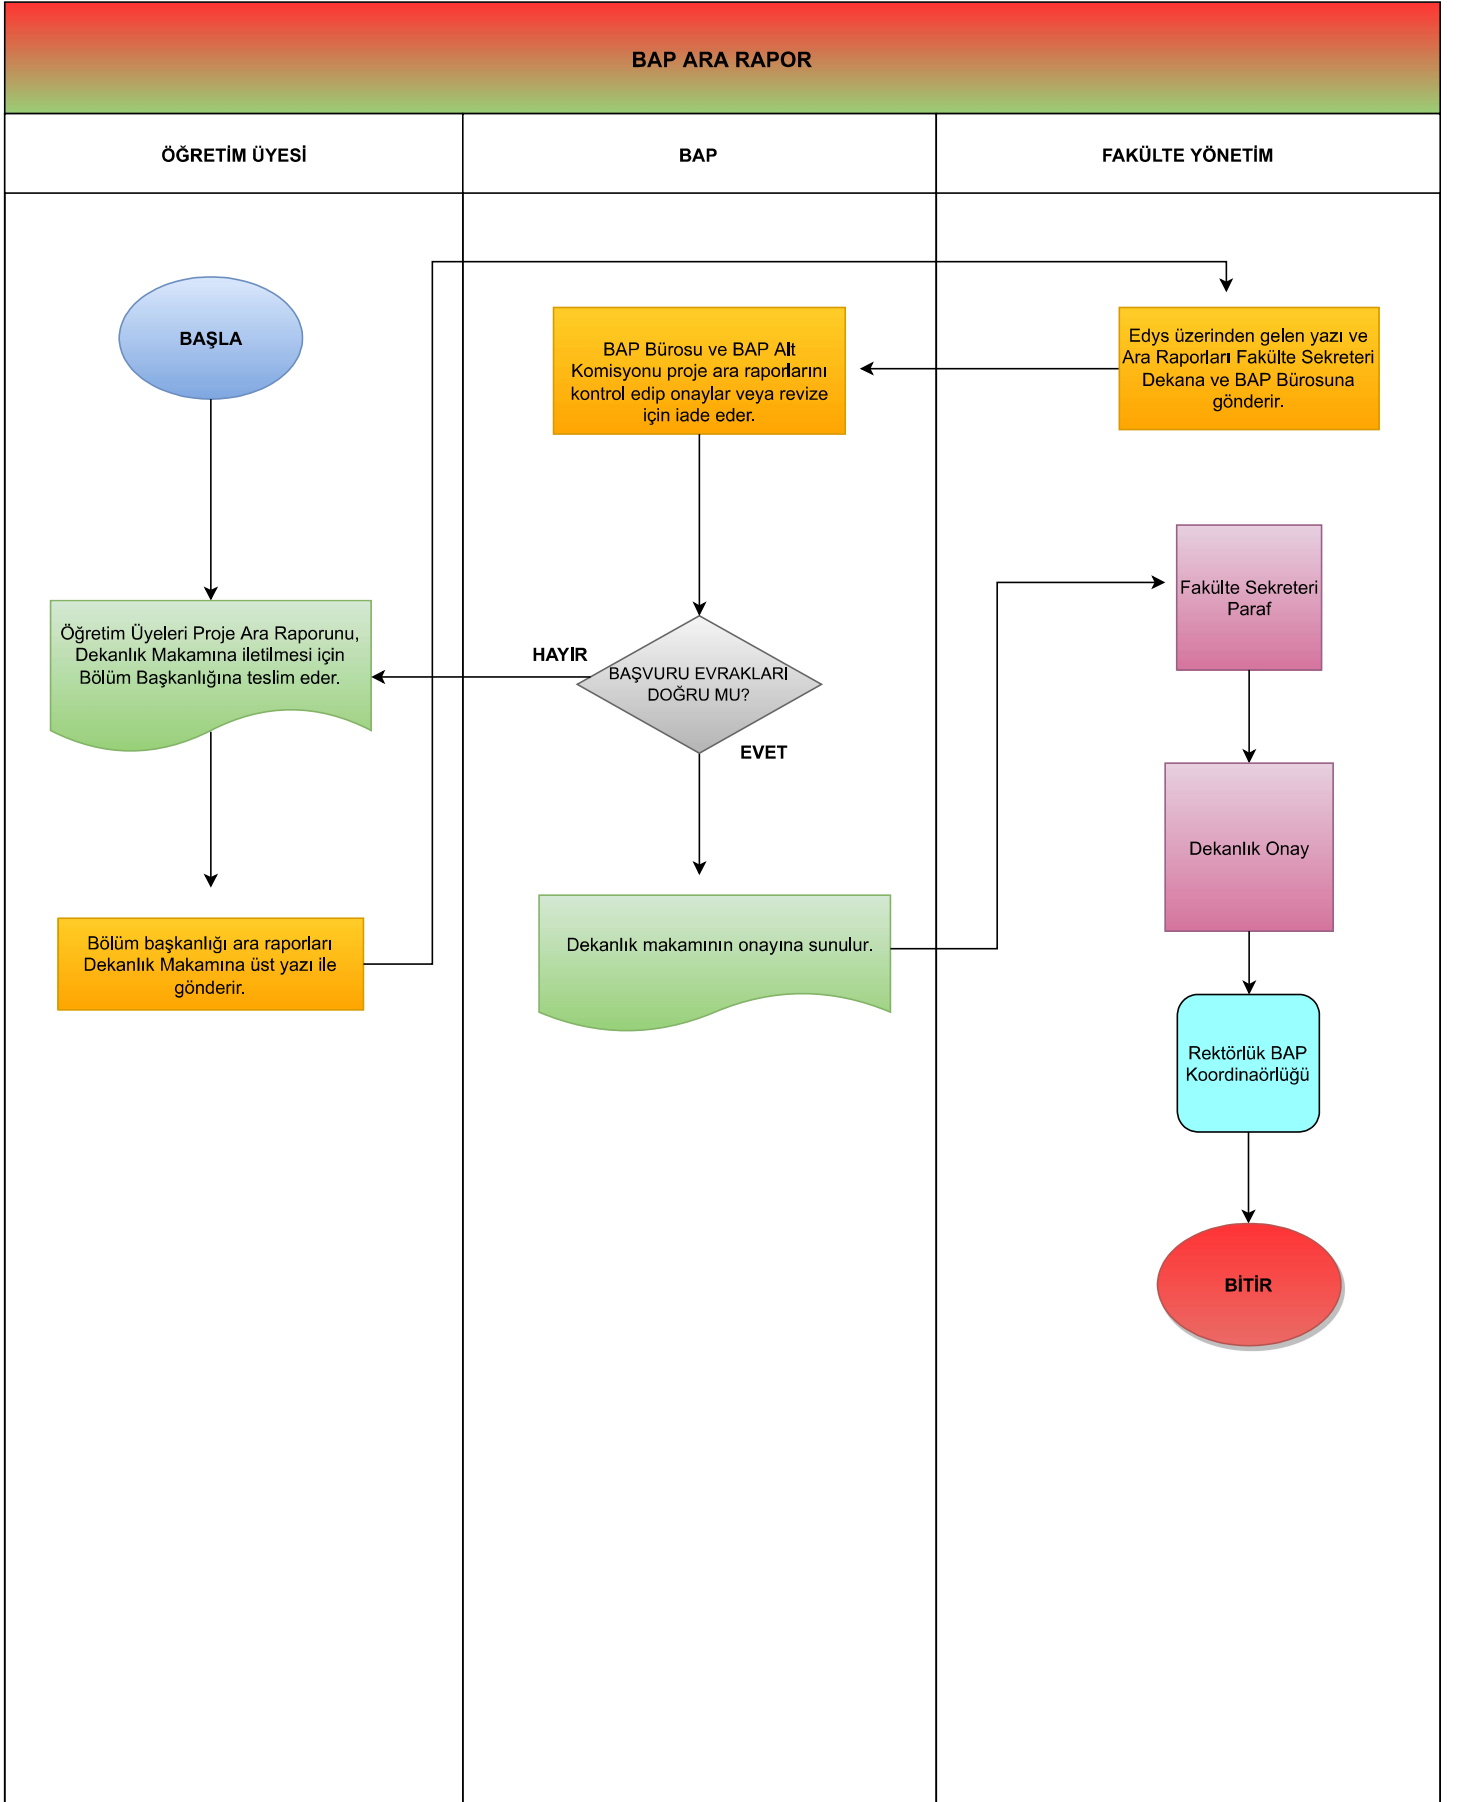 BAP ARA RAPOR
ÖĞRETİM ÜYESİ
BAP
FAKÜLTE YÖNETİM
BAŞLA
BAP Bürosu ve BAP Alt
Komisyonu proje ara raporlarını
kontrol edip onaylar veya revize
için iade eder.
Edys üzerinden gelen yazı ve
Ara Raporları Fakülte Sekreteri
Dekana ve BAP Bürosuna
gönderir.
Öğretim Üyeleri Proje Ara Raporunu,
Dekanlık Makamına iletilmesi için
Bölüm Başkanlığına teslim eder.
HAYIR
BAŞVURU EVRAKLARI
DOĞRU MU?
EVET
Fakülte Sekreteri
Paraf
Dekanlık Onay
Bölüm başkanlığı ara raporları
Dekanlık Makamına üst yazı ile
gönderir.
Dekanlık makamının onayına sunulur.
Rektörlük BAP
Koordinaörlüğü
BİTİR